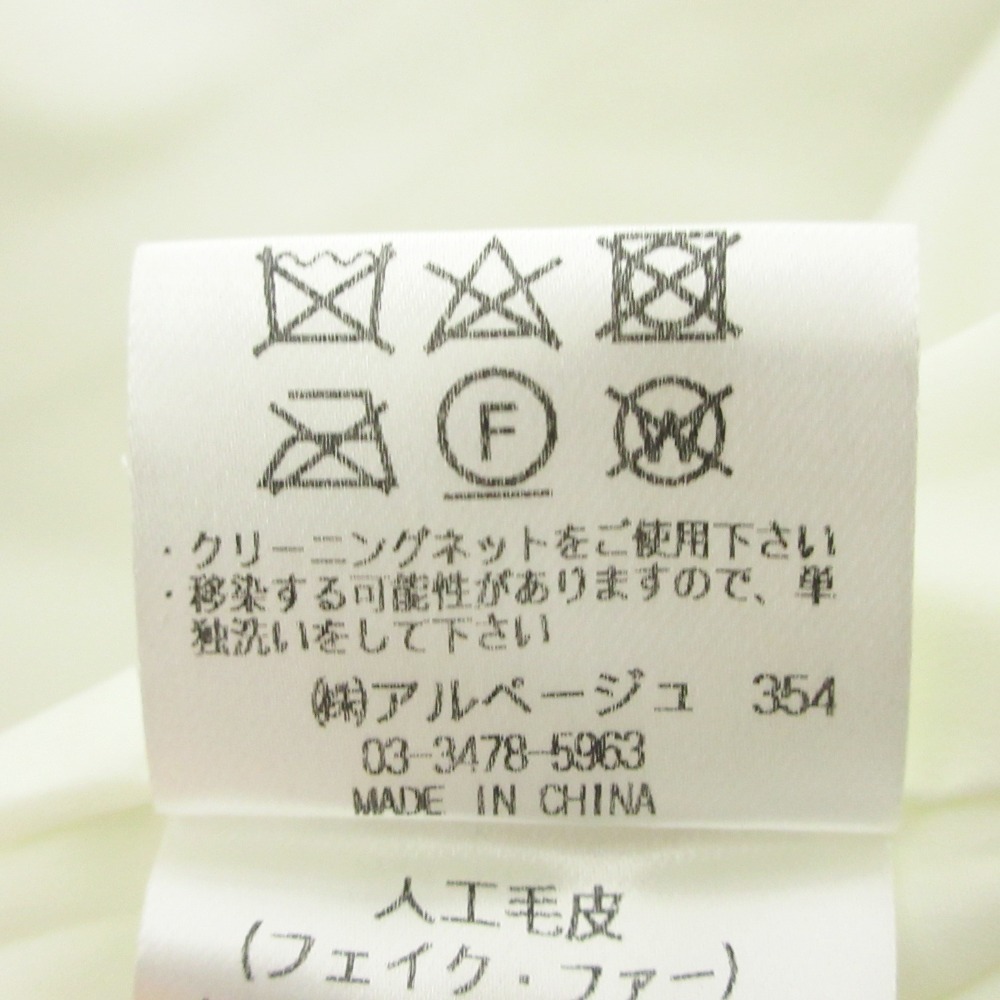 F
W
・クリーニングネットをご使用下さい
・移染する可能性がありますので、単
独洗いをして下さい
㈱アルページュ 354
03-3478-5963
MADE IN CHINA
人工毛皮
(フェイク・ファー)